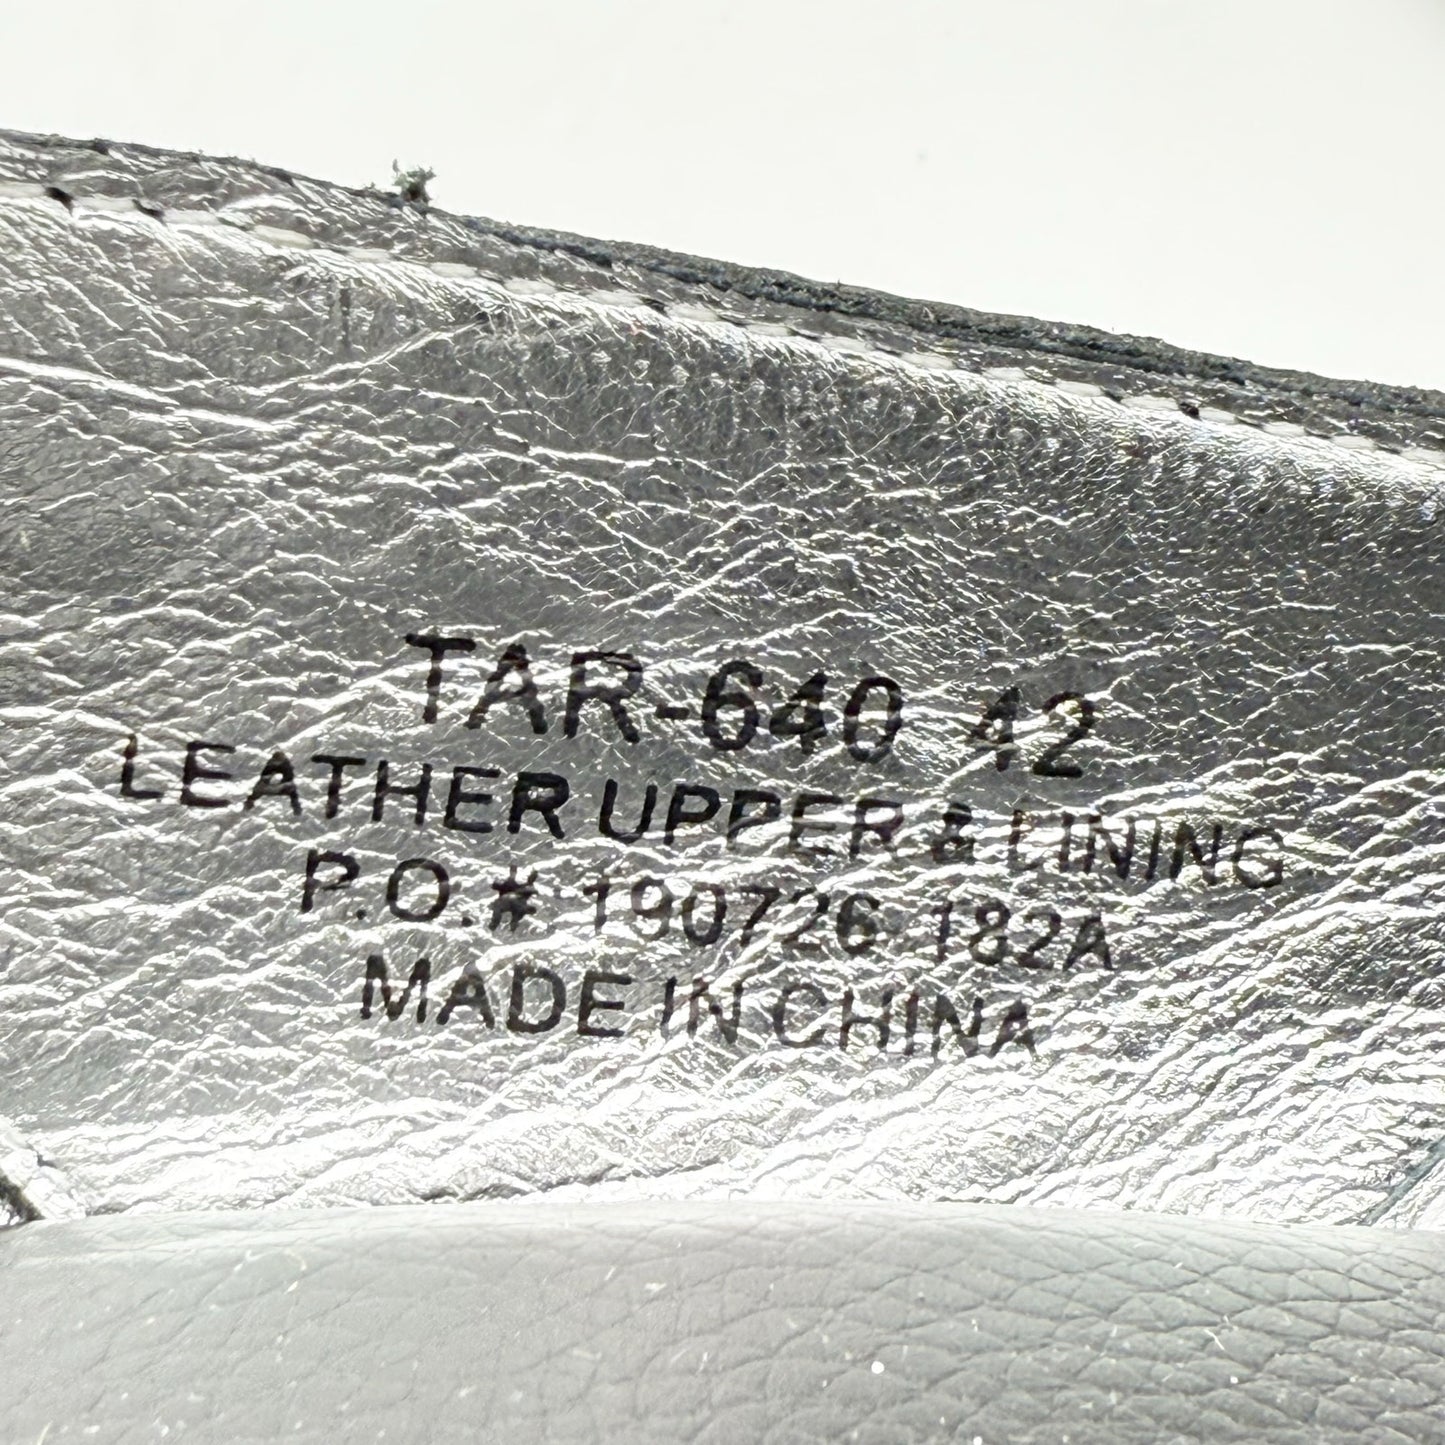 TAR-640 42
LEATHER UPPER & LINING
P.O.# 190726 182A
MADE IN CHINA